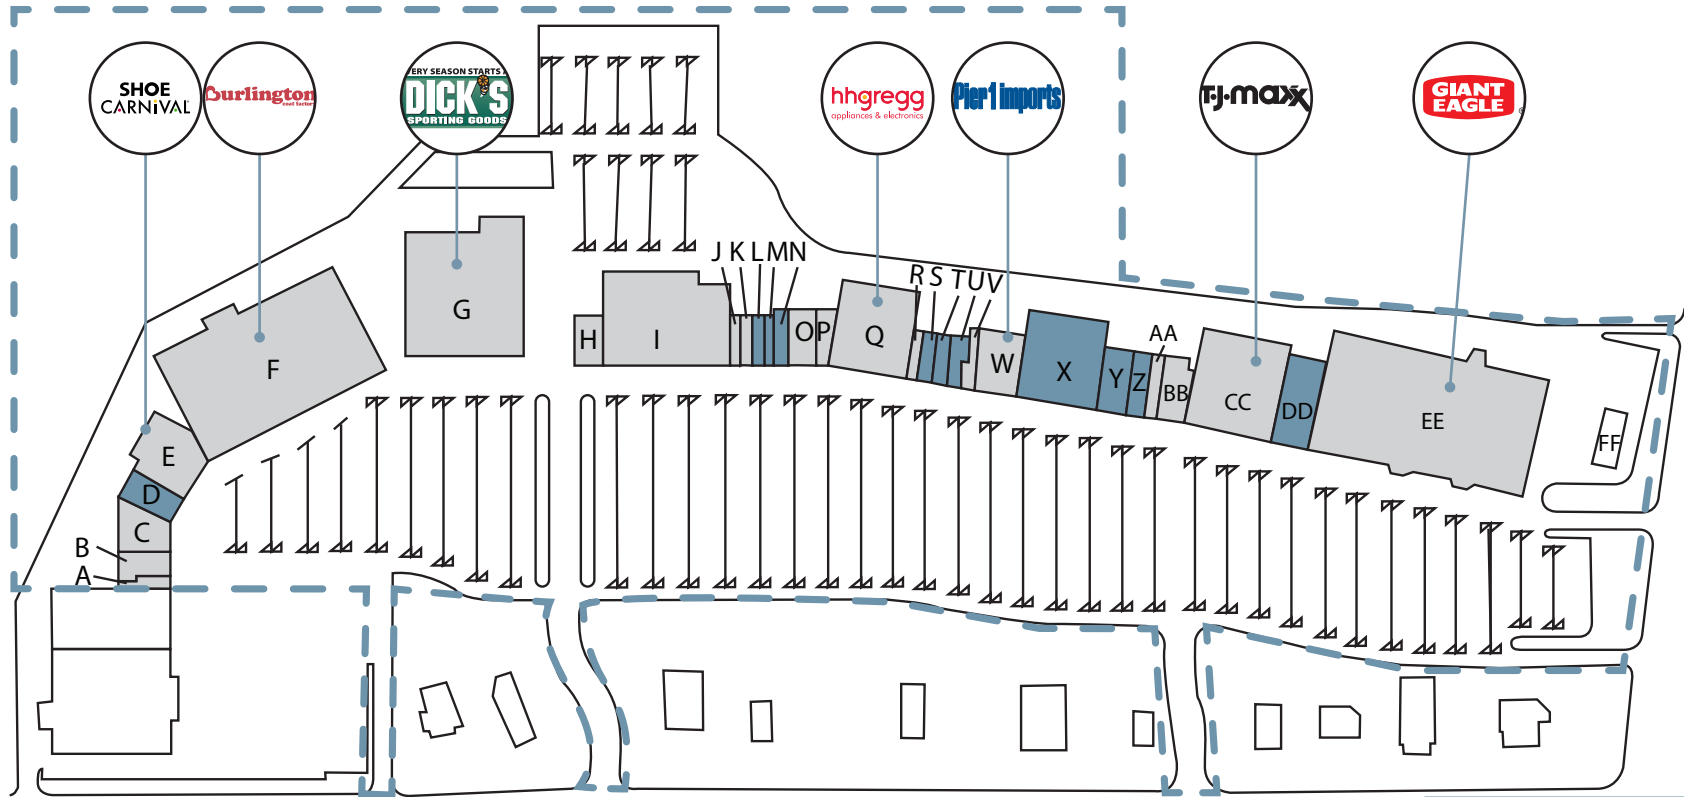 SHOE
CARNIVAL
Burlington
coat factory
ERY SEASON STARTS A
DICK'S
SPORTING GOODS
hhgregg
appliances & electronics
Pier 1 imports
T·J·maxx
GIANT
EAGLE
J K L M N
R S T U V
AA
A
B
C
D
E
F
G
H
I
O
P
Q
W
X
Y
Z
BB
CC
DD
EE
FF